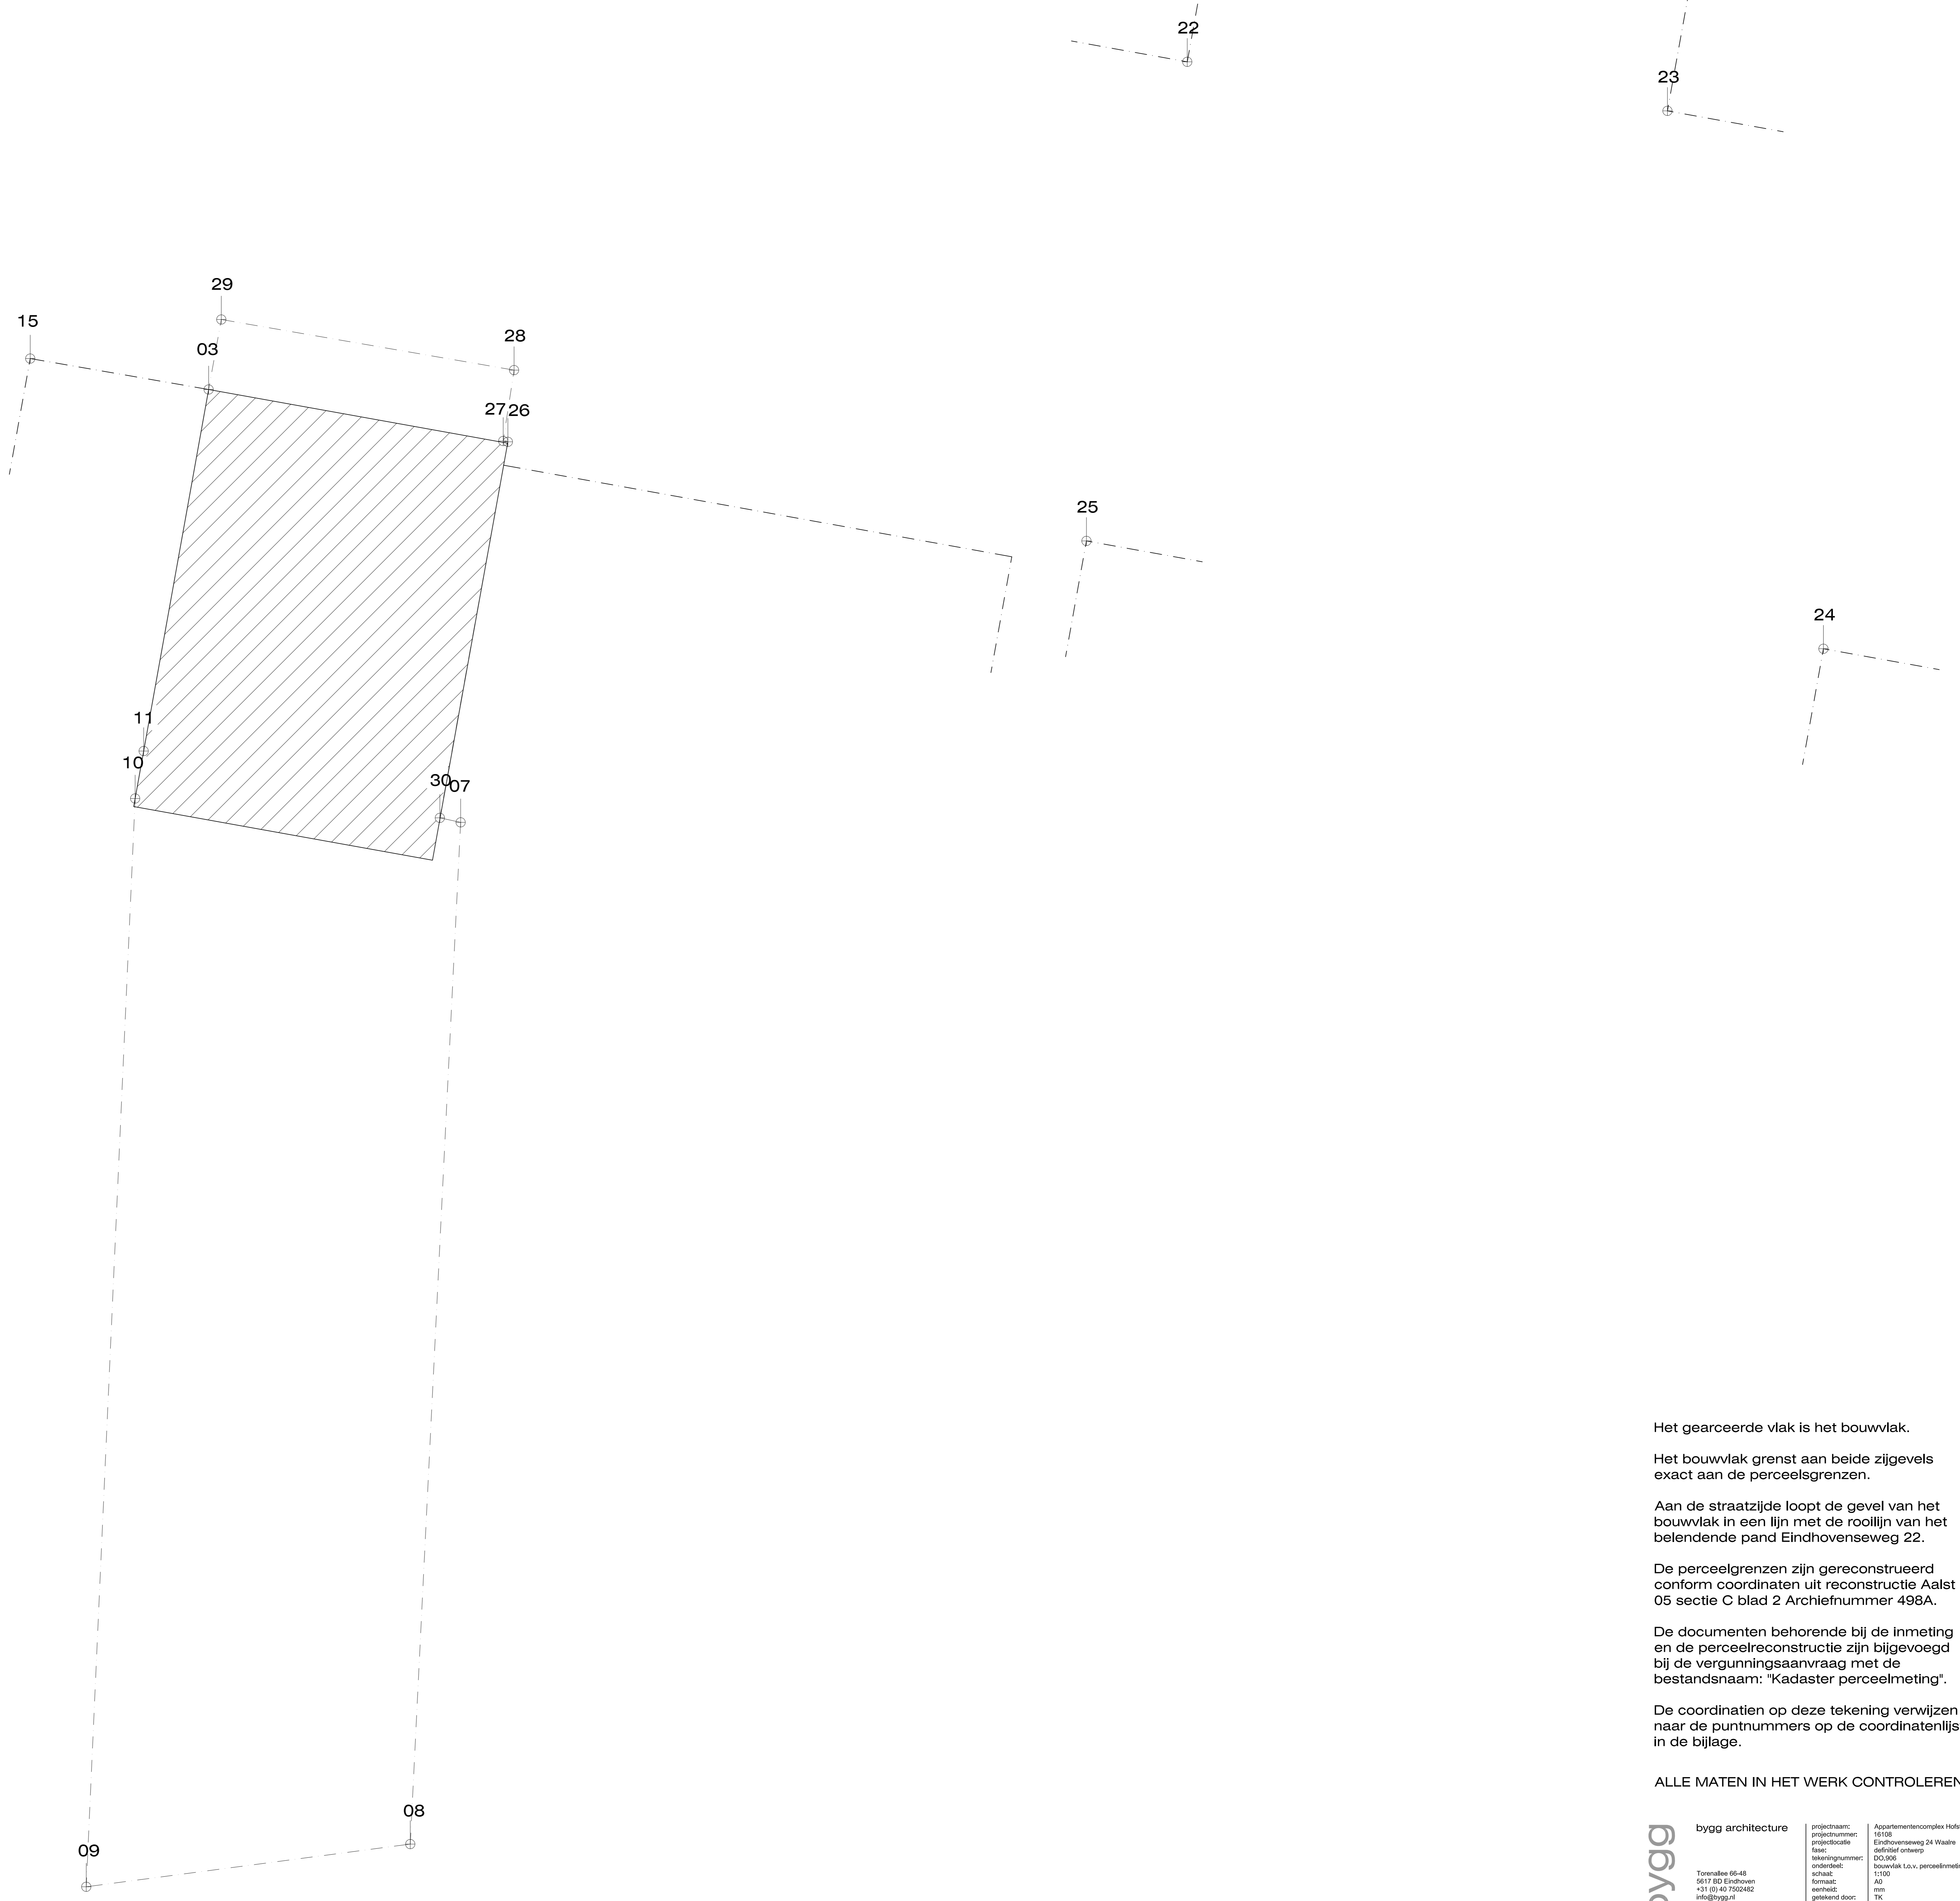 22
23
29
15
28
03
27 26
25
24
11
10
30 07
08
09
Het gearceerde vlak is het bouwvlak.
Het bouwvlak grenst aan beide zijgevels
exact aan de perceelsgrenzen.
Aan de straatzijde loopt de gevel van het
bouwvlak in een lijn met de rooilijn van het
belendende pand Eindhovenseweg 22.
De perceelgrenzen zijn gereconstrueerd
conform coordinaten uit reconstructie Aalst
05 sectie C blad 2 Archiefnummer 498A.
De documenten behorende bij de inmeting
en de perceelreconstructie zijn bijgevoegd
bij de vergunningsaanvraag met de
bestandsnaam: "Kadaster perceelmeting".
De coordinatien op deze tekening verwijzen
naar de puntnummers op de coordinatenlijs
in de bijlage.
ALLE MATEN IN HET WERK CONTROLEREN
bygg
bygg architecture
Torenallee 66-48
5617 BD Eindhoven
+31 (0) 40 7502482
info@bygg.nl
projectnaam: Appartementencomplex Hofs
projectnummer: 16108
projectlocatie Eindhovenseweg 24 Waalre
fase: definitief ontwerp
tekeningnummer: DO.906
onderdeel: bouwvlak t.o.v. perceelinmeti
schaal: 1:100
formaat: A0
eenheid: mm
getekend door: TK